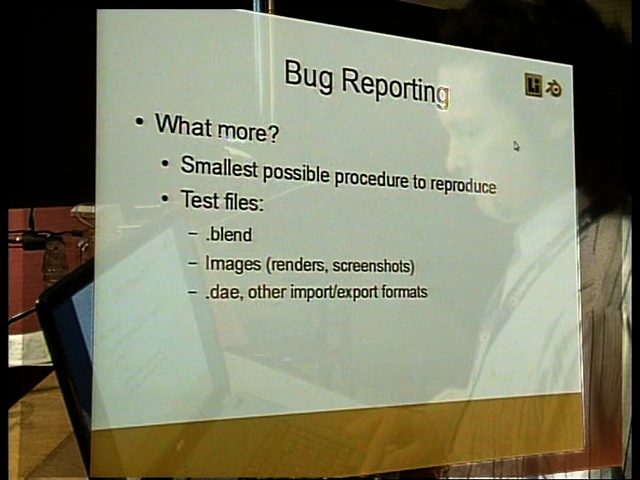 Bug Reporting
Li
• What more?
• Smallest possible procedure to reproduce
• Test files:
– .blend
– Images (renders, screenshots)
– .dae, other import/export formats